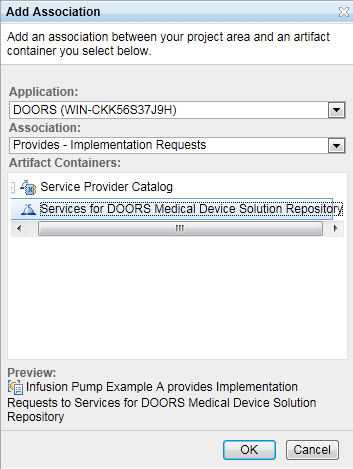 Add Association
Add an association between your project area and an artifact
container you select below.
Application:
DOORS (WIN-CKK56S37J9H)
Association:
Provides - Implementation Requests
Artifact Containers:
Service Provider Catalog
Services for DOORS Medical Device Solution Repository
Preview:
Infusion Pump Example A provides Implementation
Requests to Services for DOORS Medical Device Solution
Repository
OK
Cancel